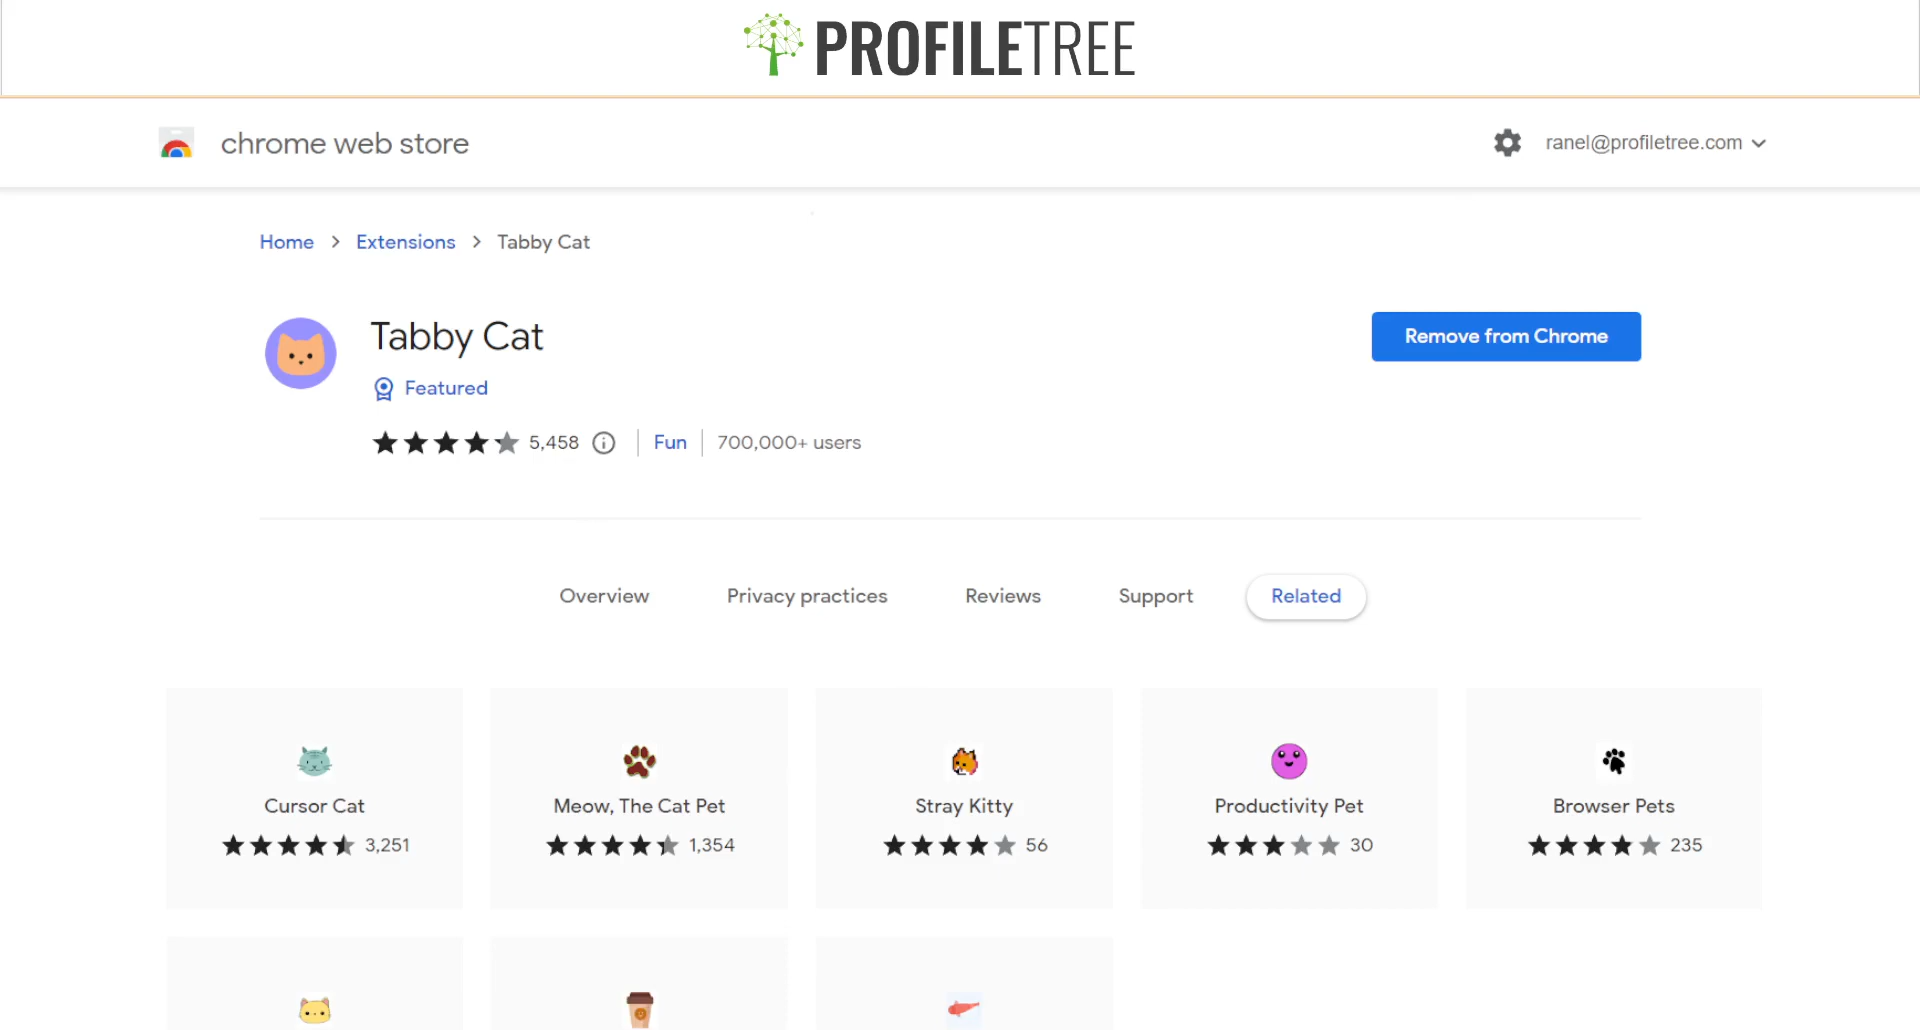 PROFILETREE
chrome web store
ranel@profiletree.com
Home > Extensions > Tabby Cat
Tabby Cat
Remove from Chrome
Featured
5,458
Fun
700,000+ users
Overview
Privacy practices
Reviews
Support
Related
Cursor Cat
3,251
Meow, The Cat Pet
1,354
Stray Kitty
56
Productivity Pet
30
Browser Pets
235